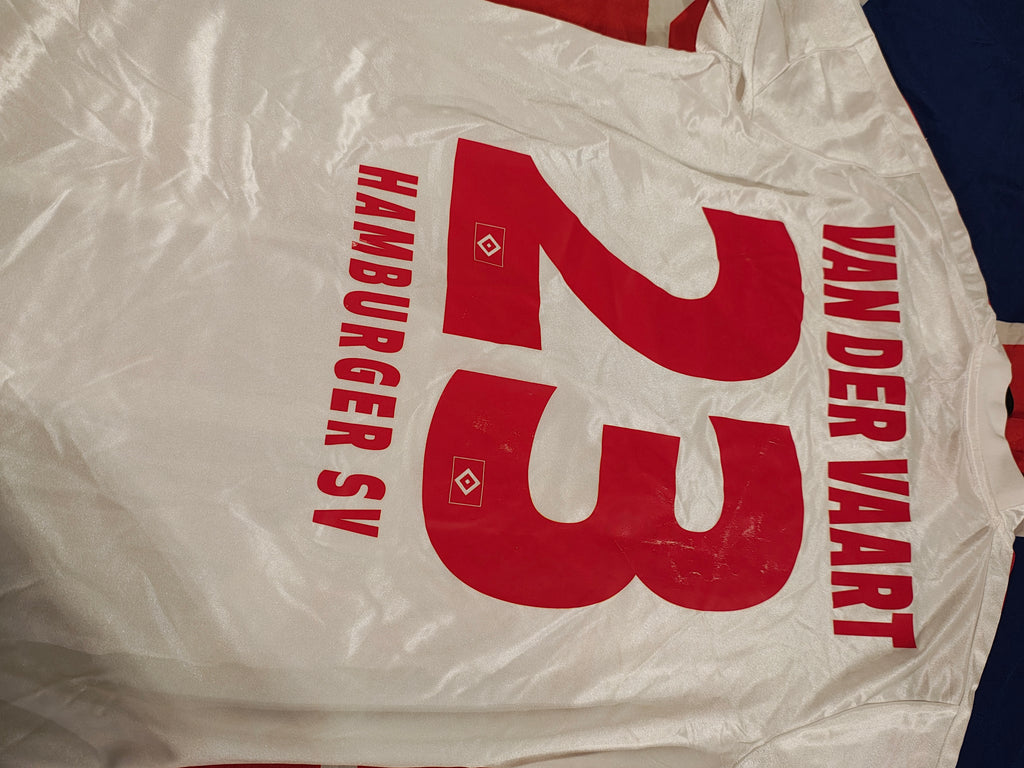 VAN DER VAART
23
HAMBURGER SV